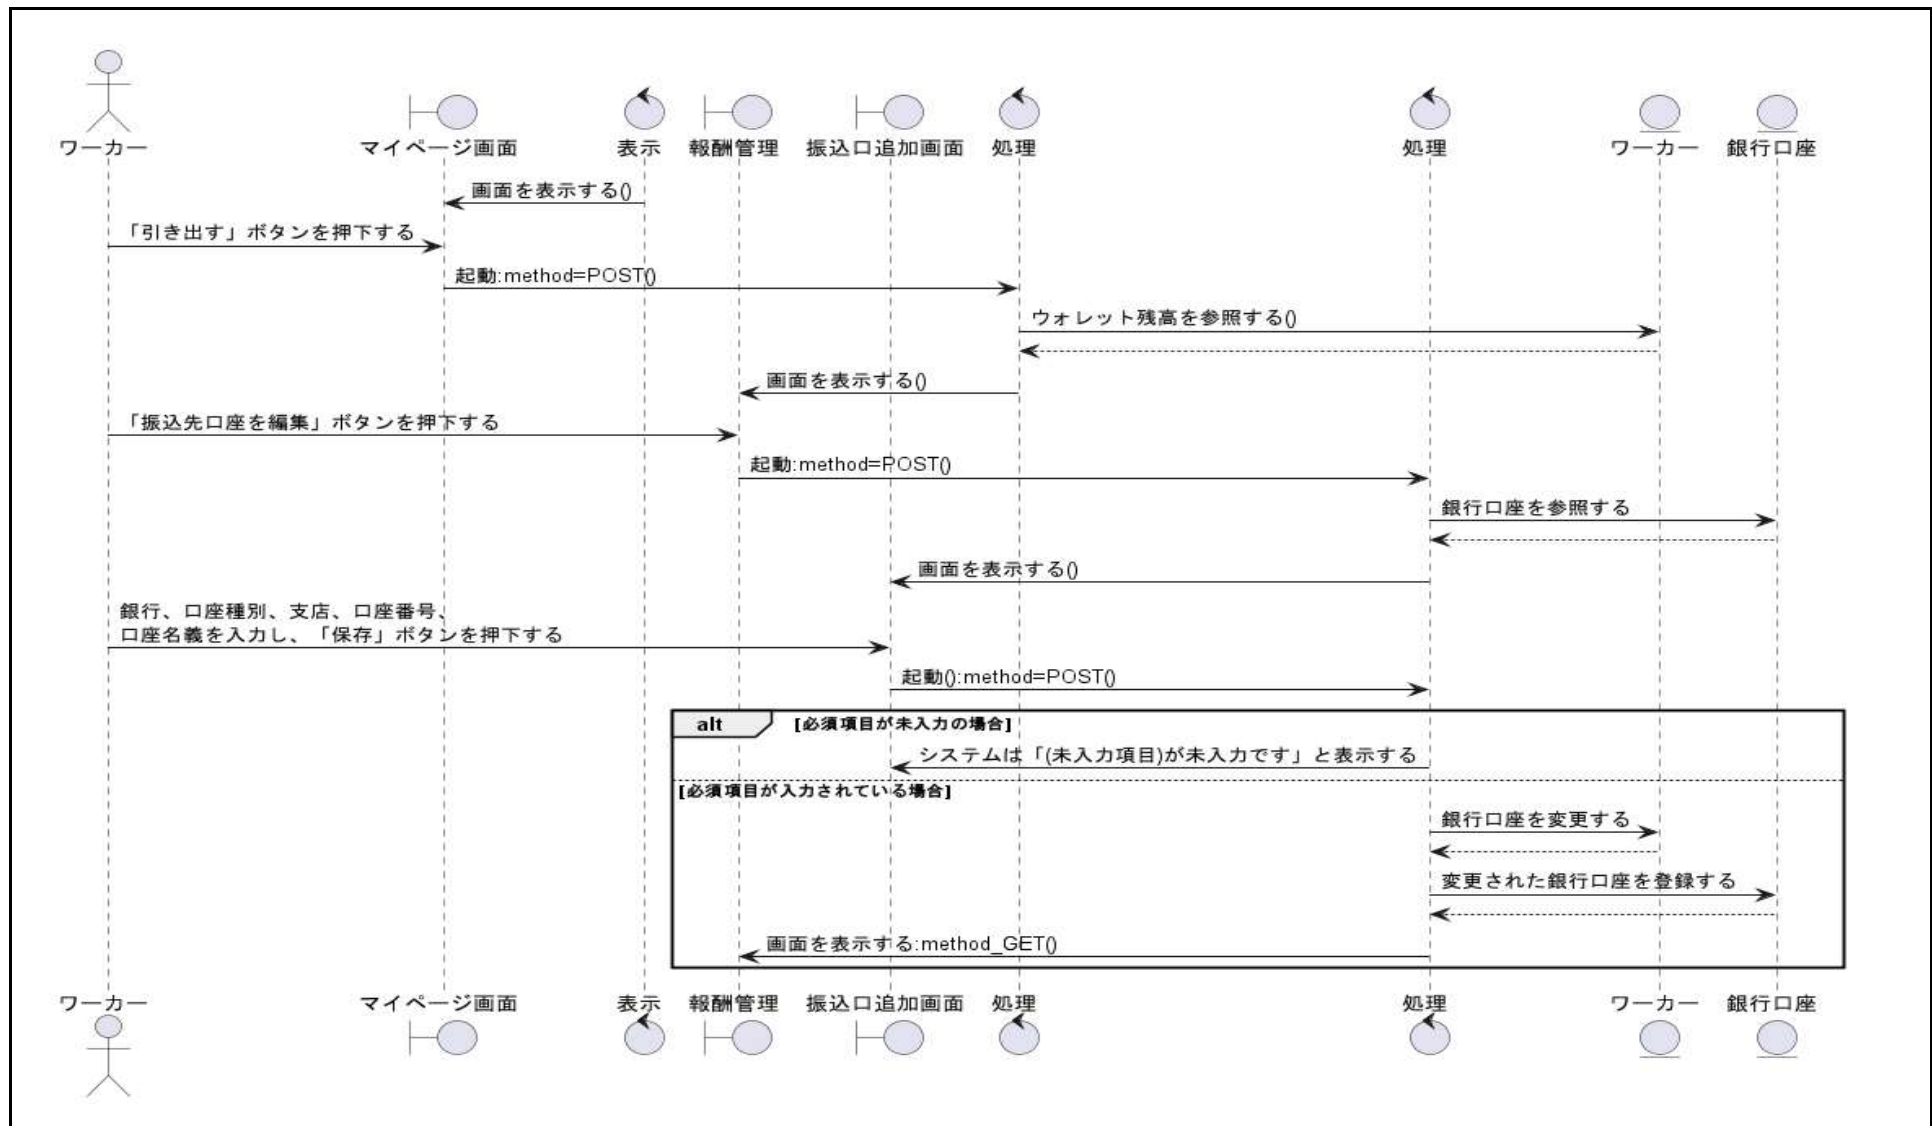 ワーカー
マイページ画面
表示
報酬管理
振込口追加画面
処理
処理
ワーカー
銀行口座
画面を表示する()
「引き出す」ボタンを押下する
起動:method=POST()
ウォレット残高を参照する()
画面を表示する()
「振込先口座を編集」ボタンを押下する
起動:method=POST()
銀行口座を参照する
画面を表示する()
銀行、口座種別、支店、口座番号、
口座名義を入力し、「保存」ボタンを押下する
起動():method=POST()
alt [必須項目が未入力の場合]
システムは「(未入力項目)が未入力です」と表示する
[必須項目が入力されている場合]
銀行口座を変更する
変更された銀行口座を登録する
画面を表示する:method_GET()
ワーカー
マイページ画面
表示
報酬管理
振込口追加画面
処理
処理
ワーカー
銀行口座